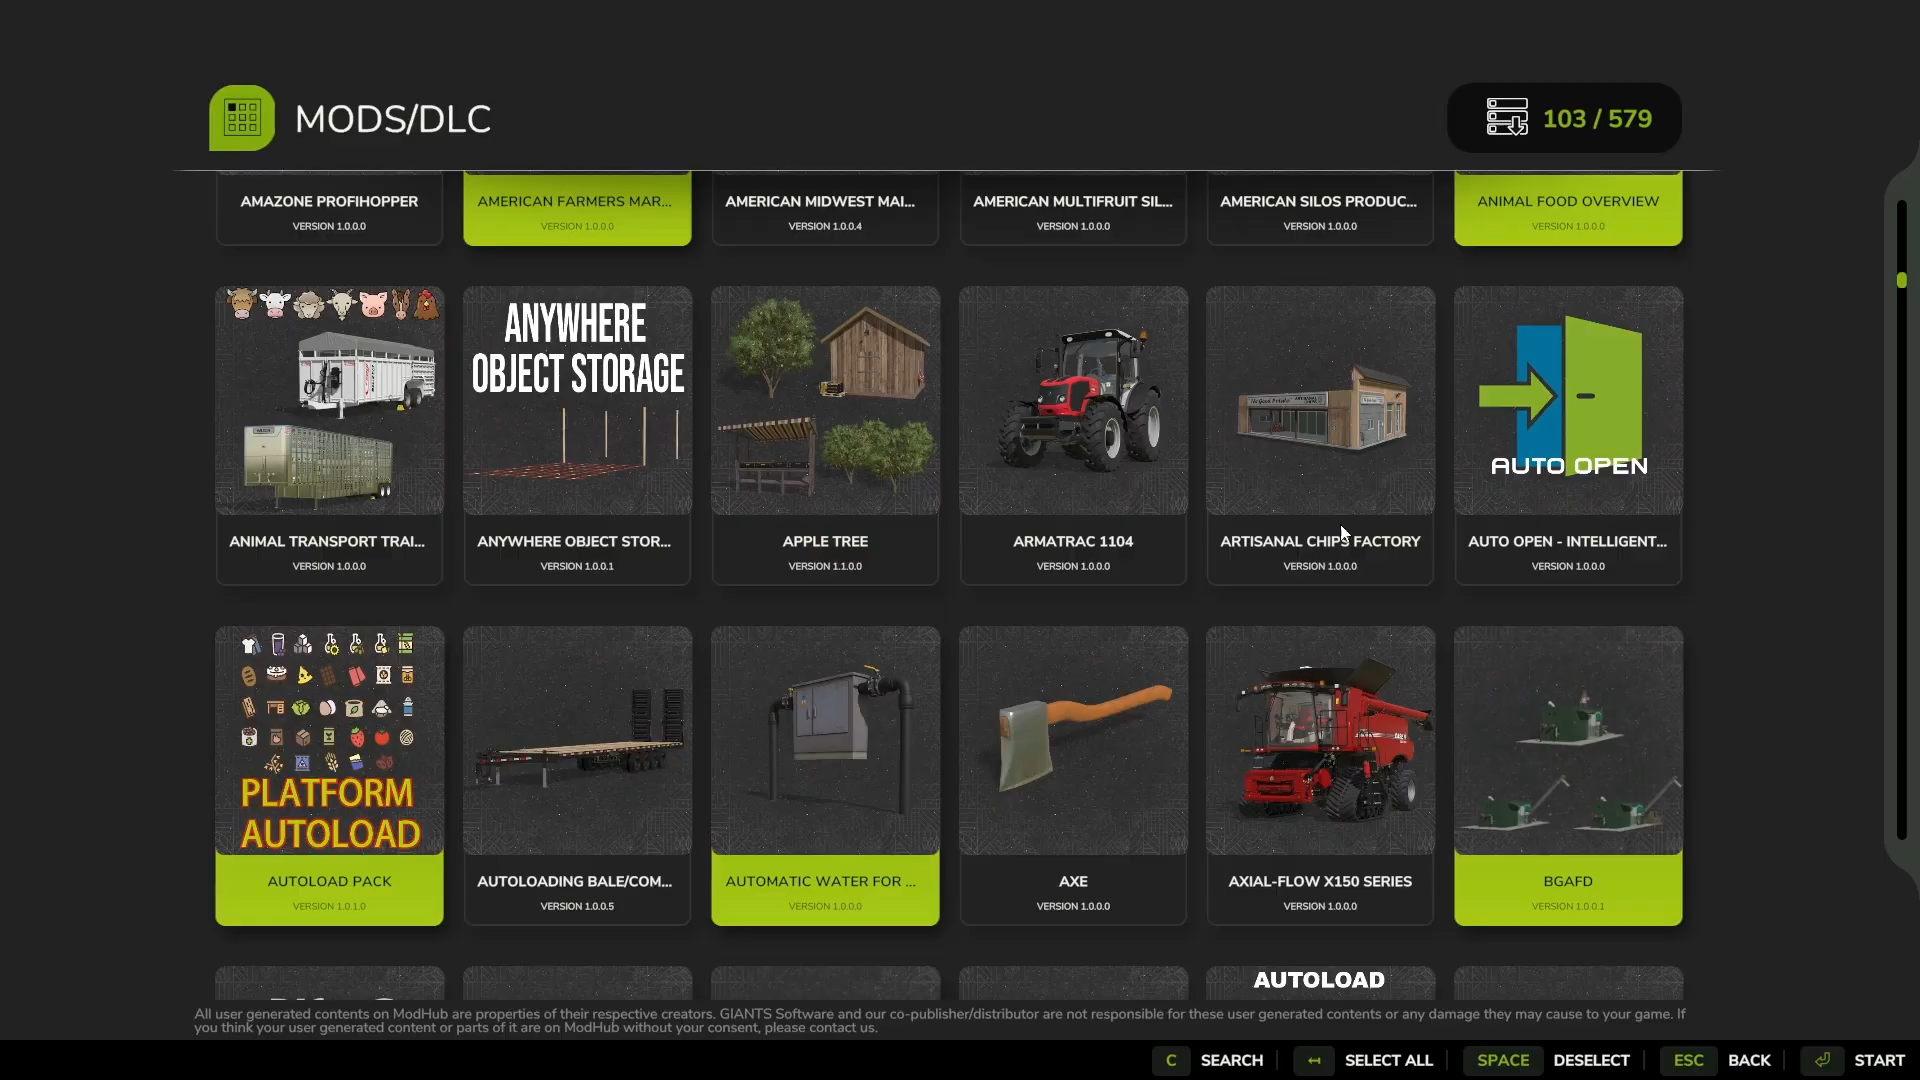 MODS/DLC
103 / 579
AMAZONE PROFIHOPPER
VERSION 1.0.0.0
AMERICAN FARMERS MAR...
VERSION 1.0.0.0
AMERICAN MIDWEST MAI...
VERSION 1.0.0.4
AMERICAN MULTIFRUIT SIL...
VERSION 1.0.0.0
AMERICAN SILOS PRODUC...
VERSION 1.0.0.0
ANIMAL FOOD OVERVIEW
VERSION 1.0.0.0
ANYWHERE
OBJECT STORAGE
AUTO OPEN
ANIMAL TRANSPORT TRAI...
VERSION 1.0.0.0
ANYWHERE OBJECT STOR...
VERSION 1.0.0.1
APPLE TREE
VERSION 1.1.0.0
ARMATRAC 1104
VERSION 1.0.0.0
ARTISANAL CHIPS FACTORY
VERSION 1.0.0.0
AUTO OPEN - INTELLIGENT...
VERSION 1.0.0.0
PLATFORM
AUTOLOAD
AUTOLOAD PACK
VERSION 1.0.1.0
AUTOLOADING BALE/COM...
VERSION 1.0.0.5
AUTOMATIC WATER FOR ...
VERSION 1.0.0.0
AXE
VERSION 1.0.0.0
AXIAL-FLOW X150 SERIES
VERSION 1.0.0.0
BGAFD
VERSION 1.0.0.1
AUTOLOAD
All user generated contents on ModHub are properties of their respective creators. GIANTS Software and our co-publisher/distributor are not responsible for these user generated contents or any damage they may cause to your game. If
you think your user generated content or parts of it are on ModHub without your consent, please contact us.
C SEARCH
SELECT ALL
SPACE DESELECT
ESC BACK
START